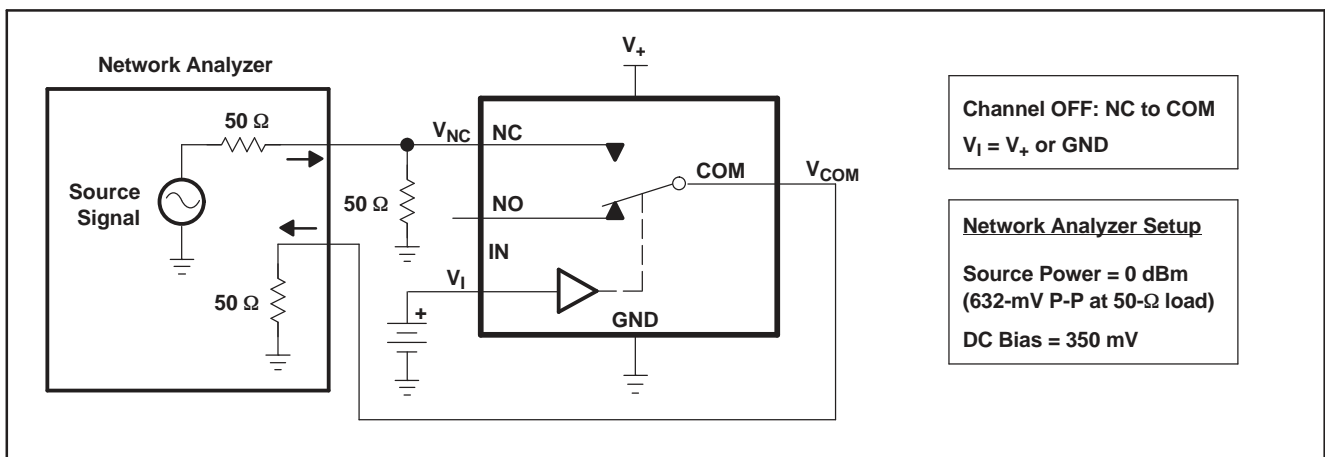 Network Analyzer
50 Ω
Source
Signal
50 Ω
50 Ω
V+
VNC
NC
NO
IN
VI
+
GND
COM
VCOM
Channel OFF: NC to COM
VI = V+ or GND
Network Analyzer Setup
Source Power = 0 dBm
(632-mV P-P at 50-Ω load)
DC Bias = 350 mV